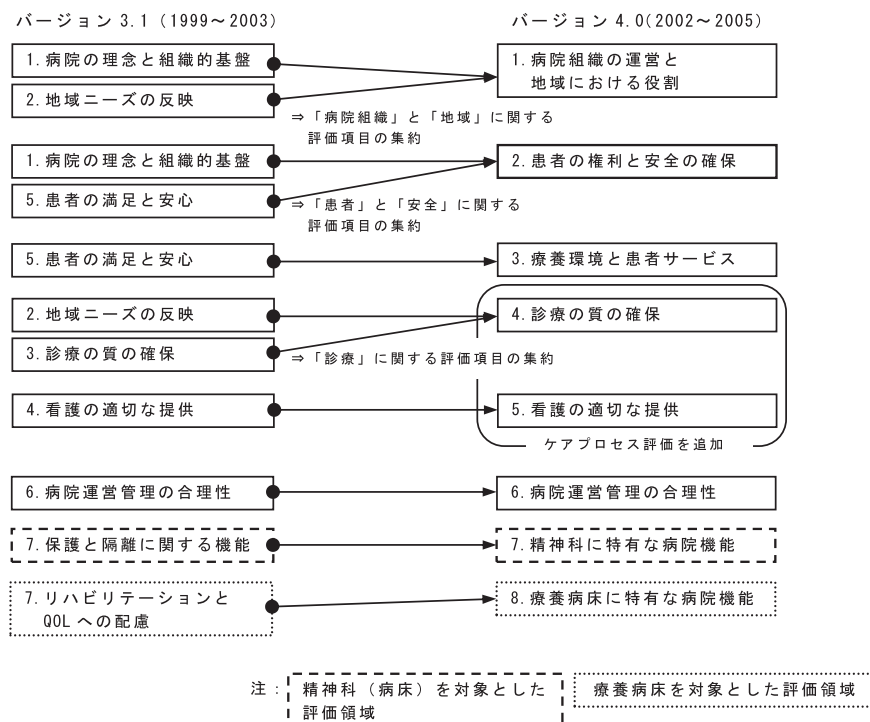 バージョン 3.1 (1999～2003)
バージョン 4.0(2002～2005)
1.病院の理念と組織的基盤
1.病院組織の運営と
地域における役割
2.地域ニーズの反映
⇒「病院組織」と「地域」に関する
評価項目の集約
1.病院の理念と組織的基盤
2.患者の権利と安全の確保
5.患者の満足と安心
⇒「患者」と「安全」に関する
評価項目の集約
5.患者の満足と安心
3.療養環境と患者サービス
2.地域ニーズの反映
4.診療の質の確保
3.診療の質の確保
⇒「診療」に関する評価項目の集約
4.看護の適切な提供
5.看護の適切な提供
ケアプロセス評価を追加
6.病院運営管理の合理性
6.病院運営管理の合理性
7.保護と隔離に関する機能
7.精神科に特有な病院機能
7.リハビリテーションと
QOL への配慮
8.療養病床に特有な病院機能
注:
精神科(病床)を対象とした
評価領域
療養病床を対象とした評価領域